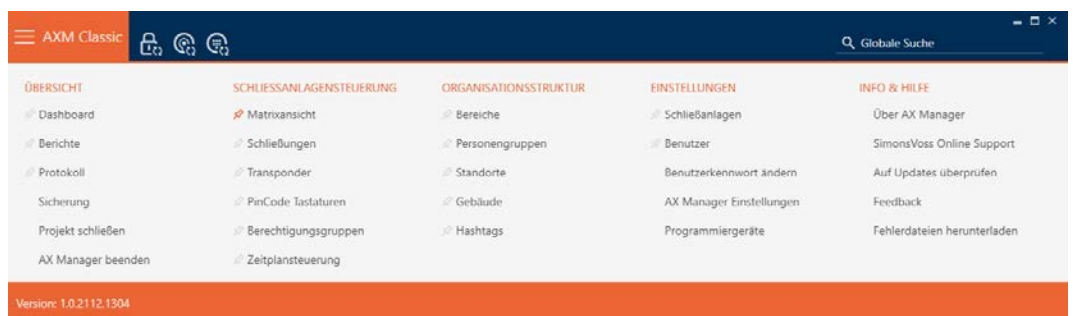 AXM Classic
Globale Suche
ÜBERSICHT
Dashboard
Berichte
Protokoll
Sicherung
Projekt schließen
AX Manager beenden
SCHLIESSANLAGENSTEUERUNG
Matrixansicht
Schließungen
Transponder
PinCode Tastaturen
Berechtigungsgruppen
Zeitplansteuerung
ORGANISATIONSSTRUKTUR
Bereiche
Personengruppen
Standorte
Gebäude
Hashtags
EINSTELLUNGEN
Schließanlagen
Benutzer
Benutzerkennwort ändern
AX Manager Einstellungen
Programmiergeräte
INFO & HILFE
Über AX Manager
SimonsVoss Online Support
Auf Updates überprüfen
Feedback
Fehlerdateien herunterladen
Version: 1.0.2112.1304